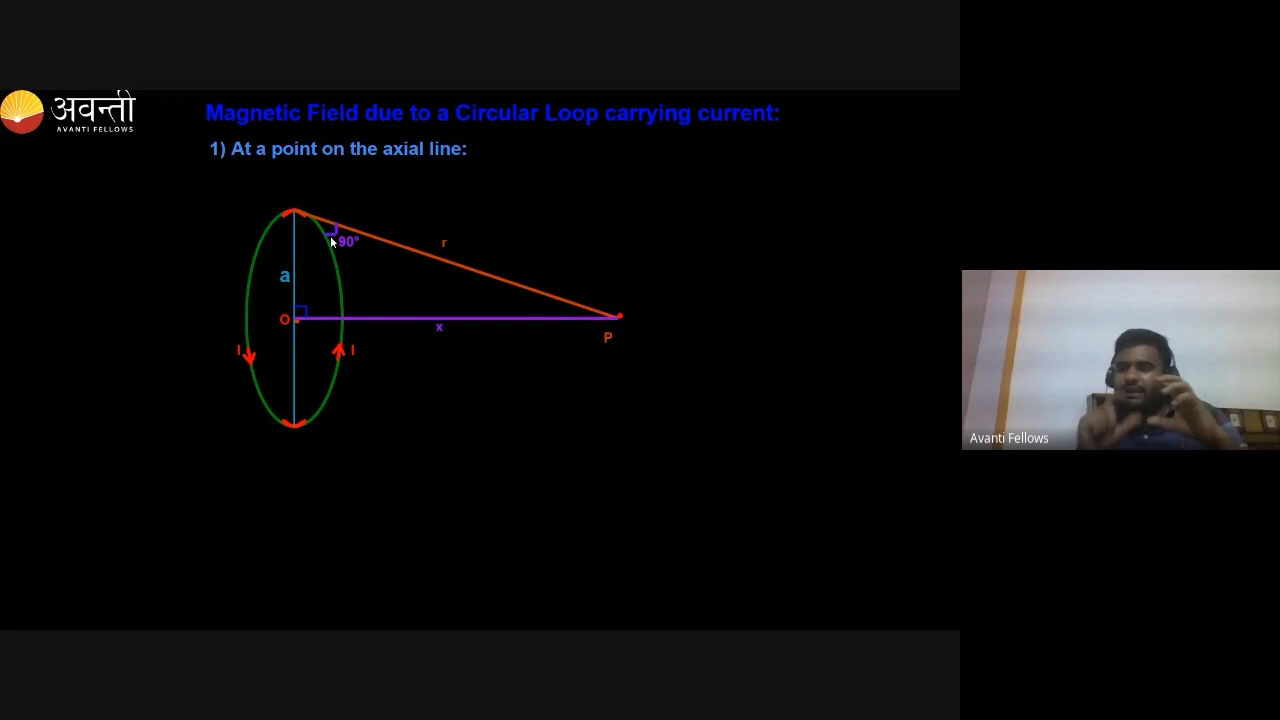 अवन्ती
AVANTI FELLOWS
Magnetic Field due to a Circular Loop carrying current:
1) At a point on the axial line:
90°
r
a
O
x
P
I
I
Avanti Fellows